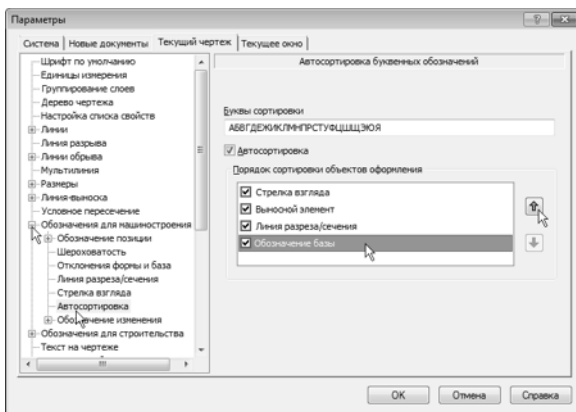 Параметры
Система
Новые документы
Текущий чертеж
Текущее окно
Шрифт по умолчанию
Единицы измерения
Группирование слоев
Дерево чертежа
Настройка списка свойств
Линии
Линия разрыва
Линии обрыва
Мультилиния
Размеры
Линия-выноска
Условное пересечение
Обозначения для машиностроения
Обозначение позиции
Шероховатость
Отклонения формы и база
Линия разреза/сечения
Стрелка взгляда
Автосортировка
Обозначение изменения
Обозначения для строительства
Текст на чертеже
Автосортировка буквенных обозначений
Буквы сортировки
АБВГДЕЖИКЛМНПРСТУФЦШЩЭЮЯ
Автосортировка
Порядок сортировки объектов оформления
Стрелка взгляда
Выносной элемент
Линия разреза/сечения
Обозначение базы
OK
Отмена
Справка